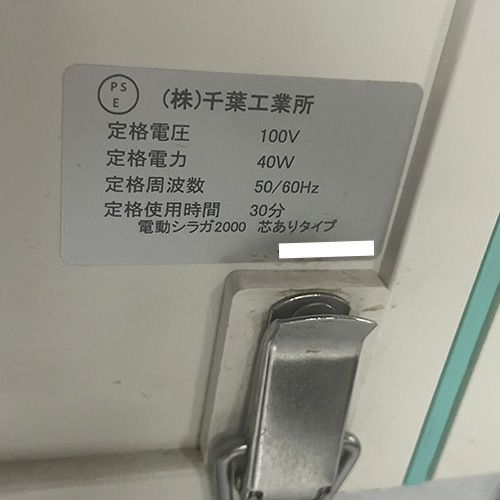 PS
E
(株)千葉工業所
定格電圧 100V
定格電力 40W
定格周波数 50/60Hz
定格使用時間 30分
電動シラガ2000 芯ありタイプ